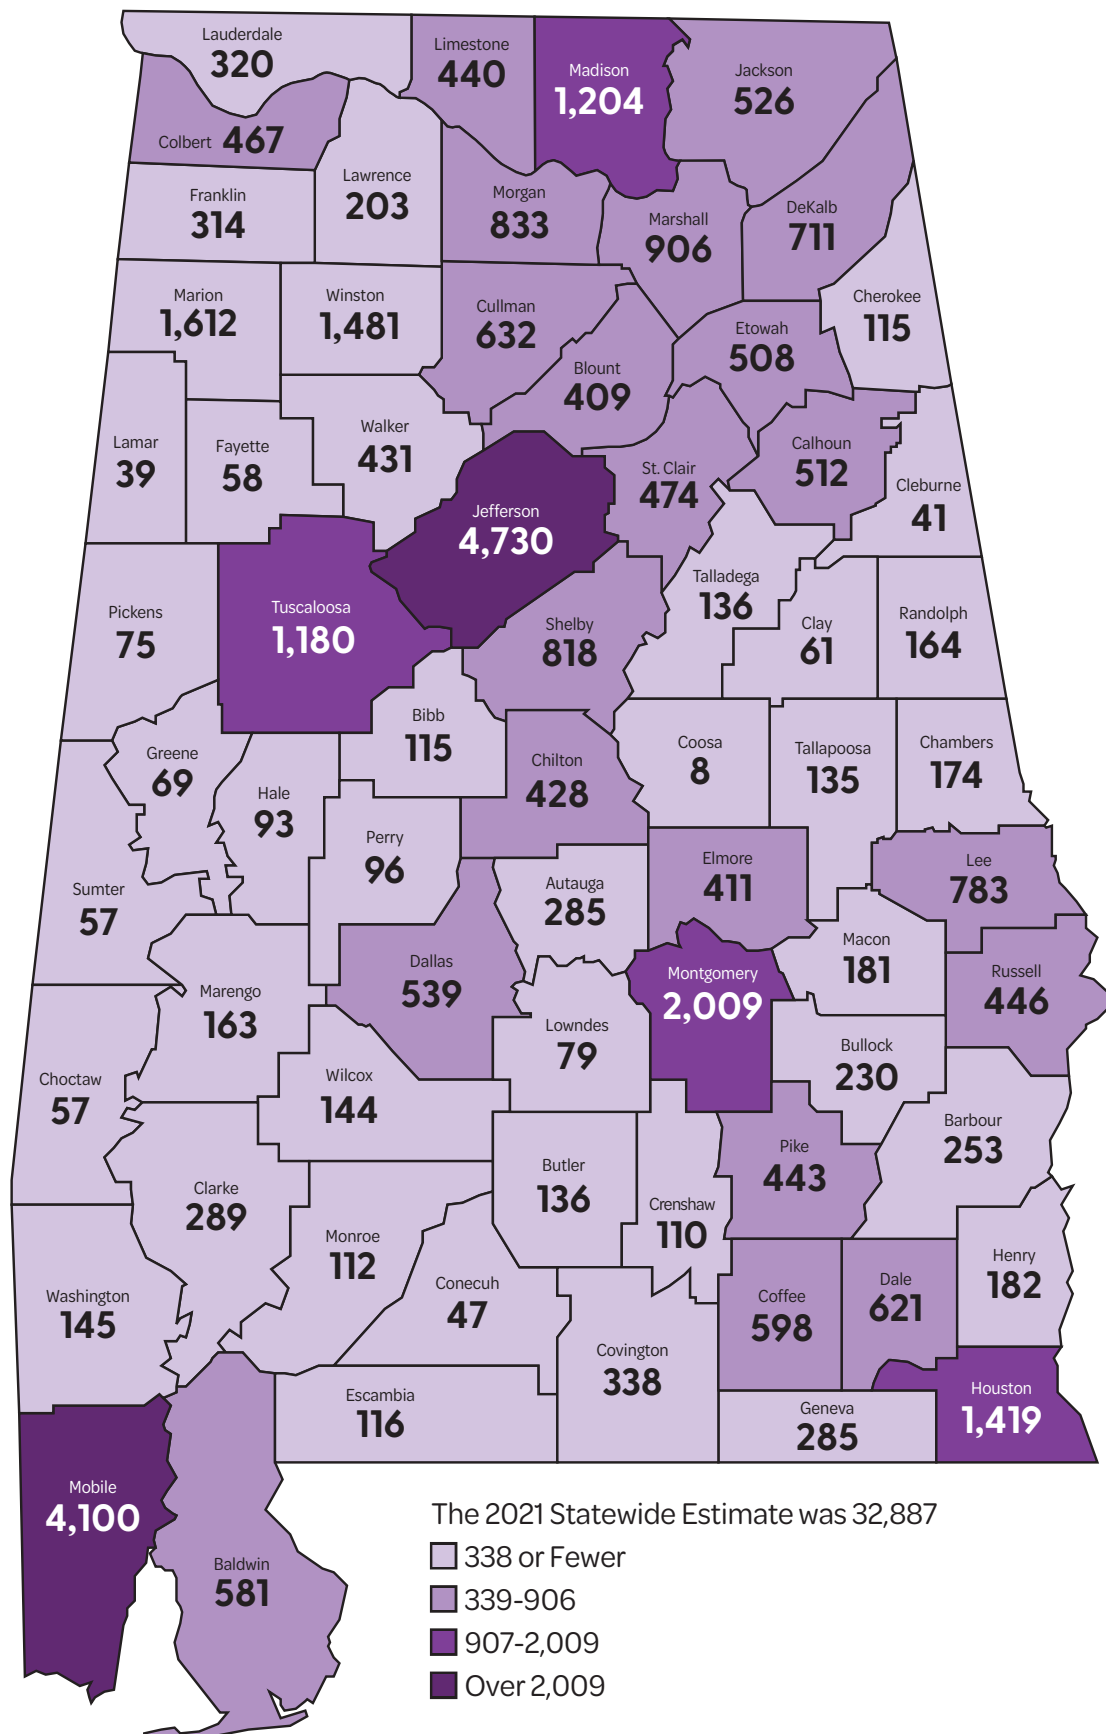 Lauderdale
320
Limestone
440
Madison
1,204
Jackson
526
Colbert 467
Lawrence
203
Franklin
314
Morgan
833
Marshall
906
DeKalb
711
Marion
1,612
Winston
1,481
Cullman
632
Cherokee
115
Etowah
508
Blount
409
Lamar
39
Fayette
58
Walker
431
St. Clair
474
Calhoun
512
Cleburne
41
Jefferson
4,730
Pickens
75
Tuscaloosa
1,180
Shelby
818
Talladega
136
Clay
61
Randolph
164
Greene
69
Hale
93
Bibb
115
Chilton
428
Coosa
8
Tallapoosa
135
Chambers
174
Sumter
57
Perry
96
Autauga
285
Elmore
411
Lee
783
Marengo
163
Dallas
539
Montgomery
2,009
Macon
181
Russell
446
Choctaw
57
Wilcox
144
Lowndes
79
Bullock
230
Barbour
253
Clarke
289
Butler
136
Crenshaw
110
Pike
443
Washington
145
Monroe
112
Conecuh
47
Coffee
598
Dale
621
Henry
182
Covington
338
Escambia
116
Geneva
285
Houston
1,419
Mobile
4,100
Baldwin
581
The 2021 Statewide Estimate was 32,887
338 or Fewer
339-906
907-2,009
Over 2,009